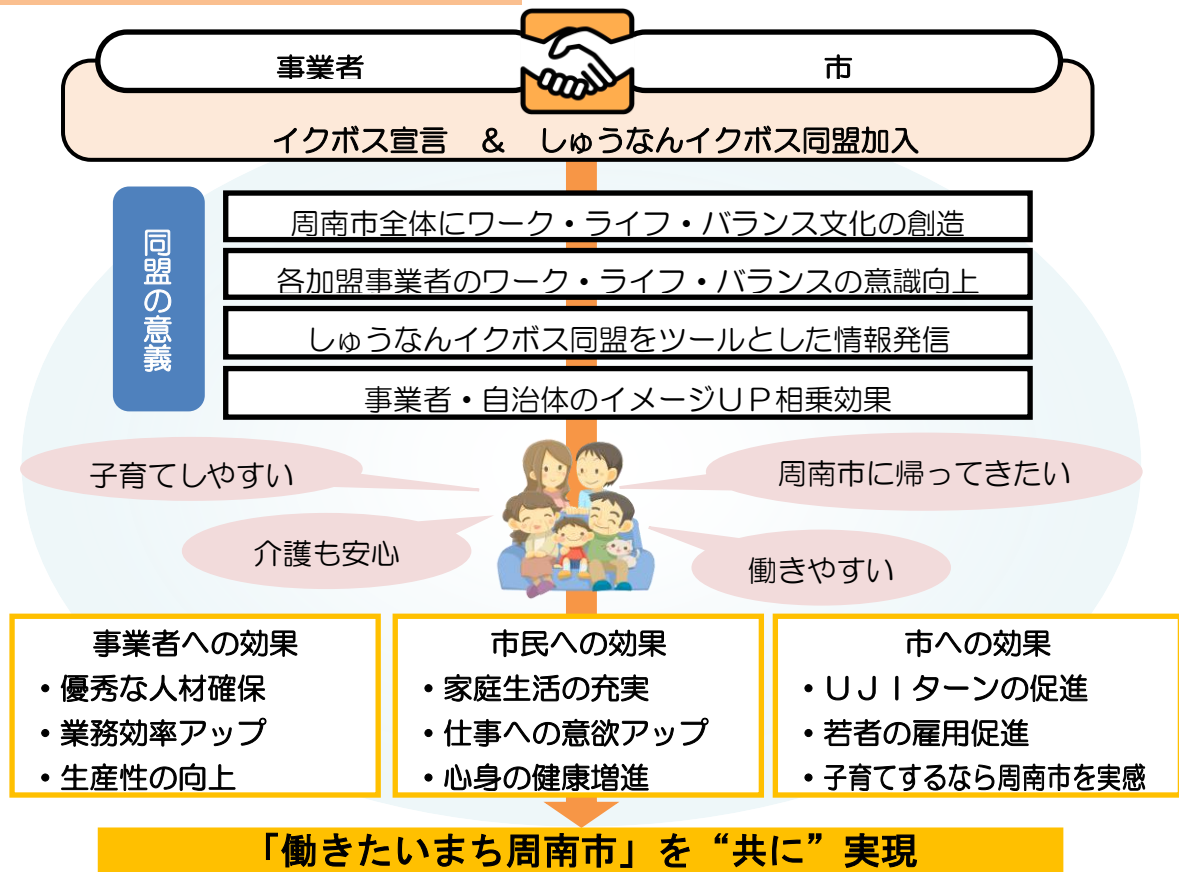 事業者
市
イクボス宣言 & しゅうなんイクボス同盟加入
同盟の意義
周南市全体にワーク・ライフ・バランス文化の創造
各加盟事業者のワーク・ライフ・バランスの意識向上
しゅうなんイクボス同盟をツールとした情報発信
事業者・自治体のイメージUP相乗効果
子育てしやすい
周南市に帰ってきたい
介護も安心
働きやすい
事業者への効果
・優秀な人材確保
・業務効率アップ
・生産性の向上
市民への効果
・家庭生活の充実
・仕事への意欲アップ
・心身の健康増進
市への効果
・UJIターンの促進
・若者の雇用促進
・子育てするなら周南市を実感
「働きたいまち周南市」を“共に”実現